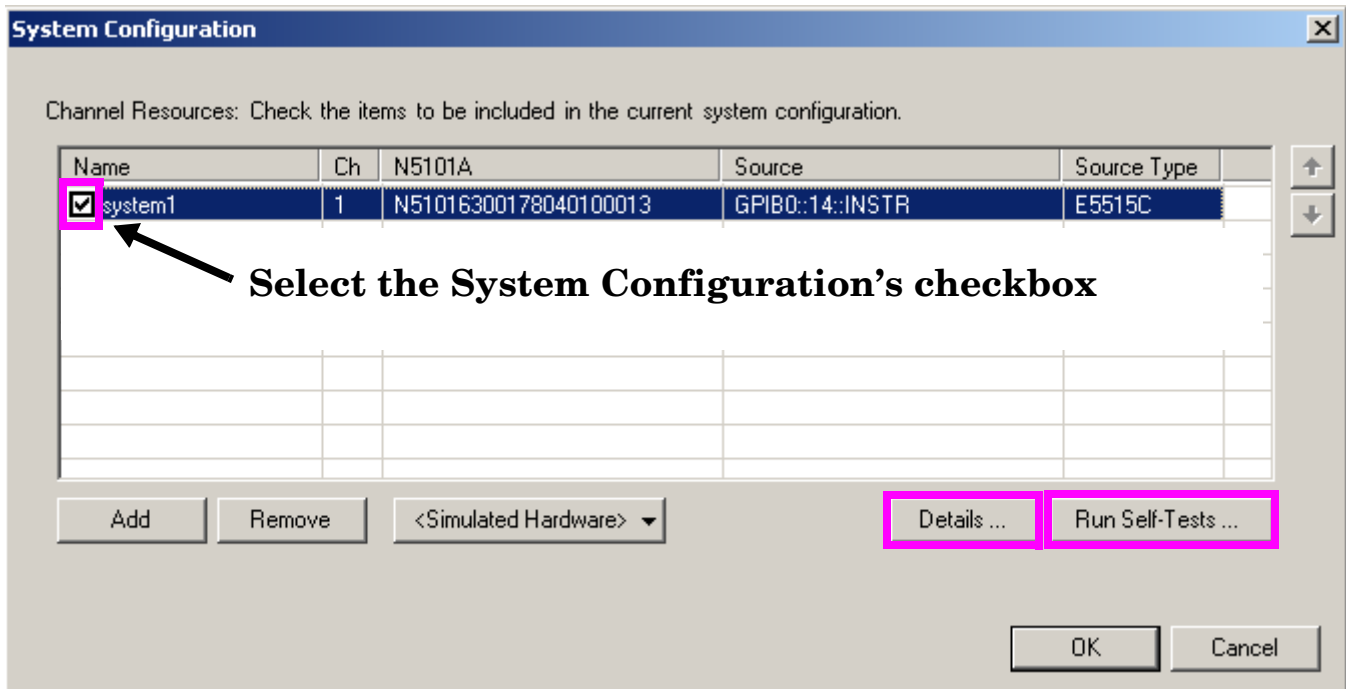 System Configuration
Channel Resources: Check the items to be included in the current system configuration.
Name Ch N5101A Source Source Type
system1 1 N51016300178040100013 GPIB0::14::INSTR E5515C
Select the System Configuration's checkbox
Add Remove <Simulated Hardware> Details ... Run Self-Tests ...
OK Cancel